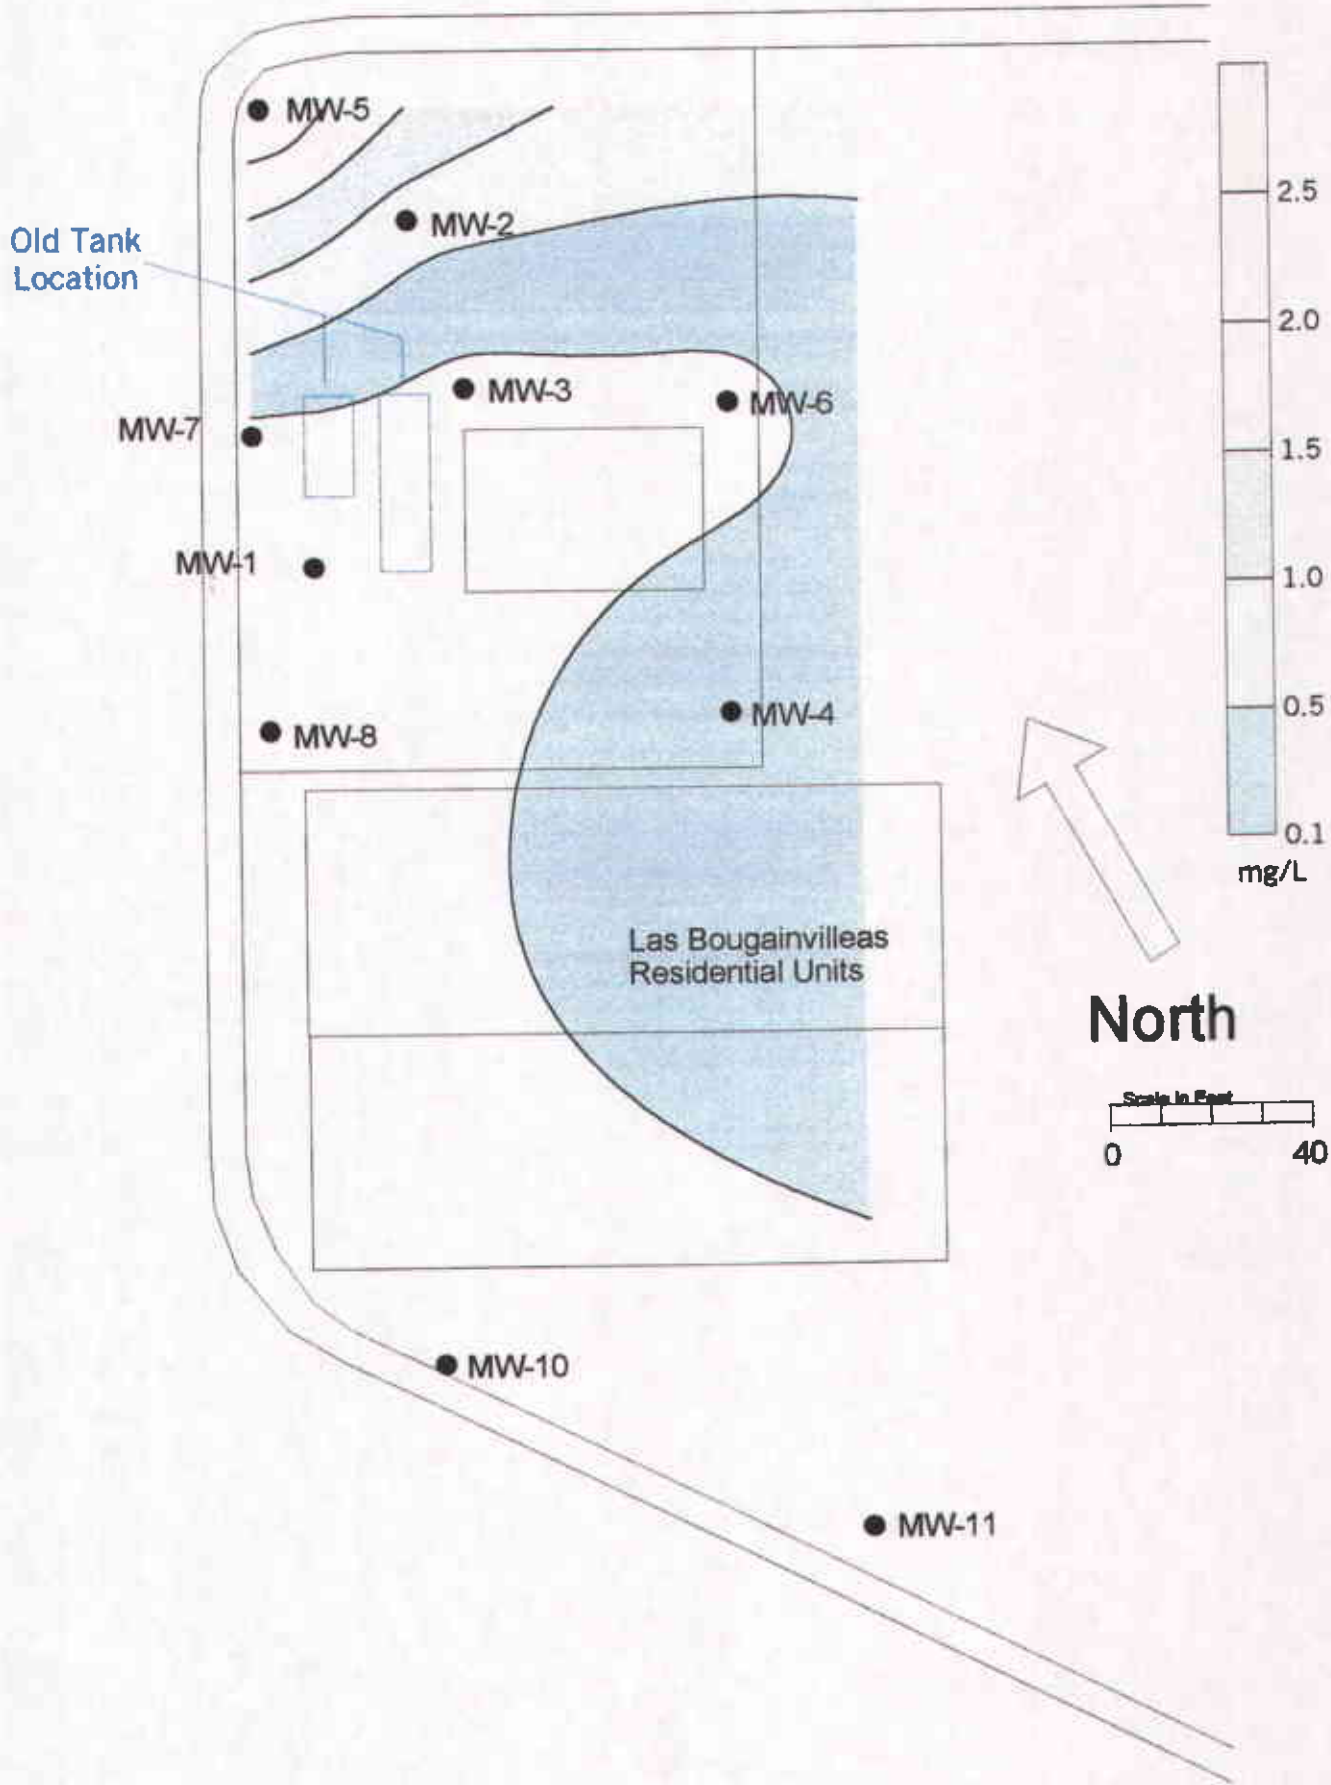 MW-5
2.5
MW-2
Old Tank
Location
2.0
MW-3
MW-6
MW-7
1.5
MW-1
1.0
0.5
MW-4
MW-8
0.1
mg/L
Las Bougainvilleas
Residential Units
North
Scale in Feet
0 40
MW-10
MW-11